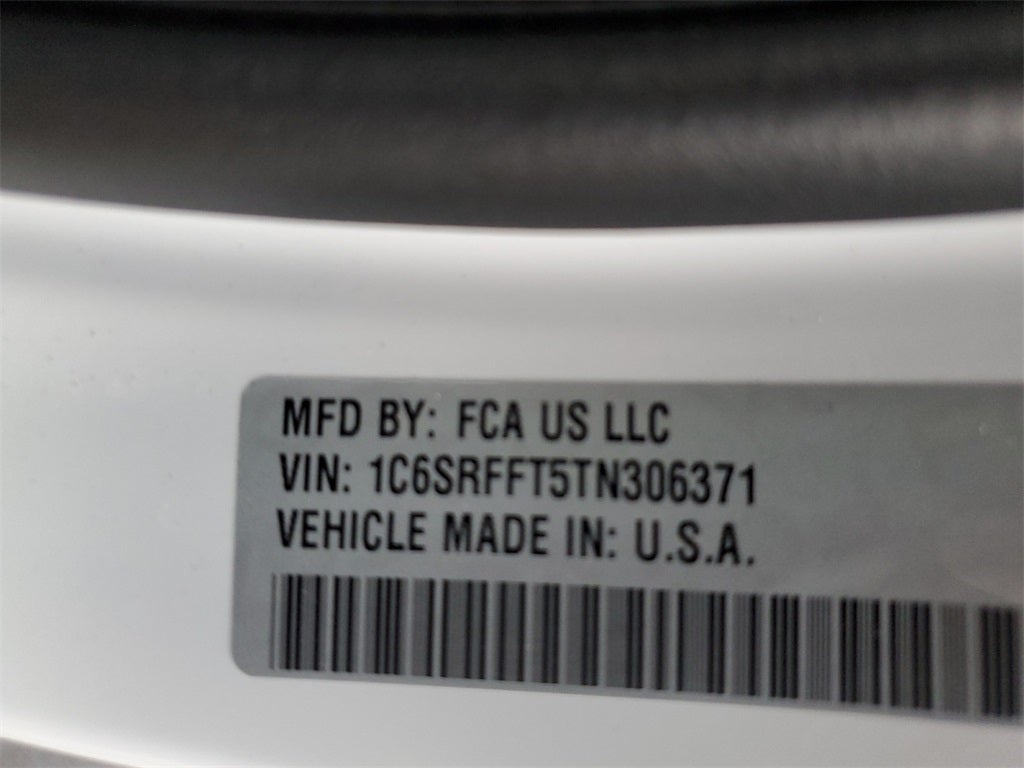 MFD BY: FCA US LLC
VIN: 1C6SRFFT5TN306371
VEHICLE MADE IN: U.S.A.